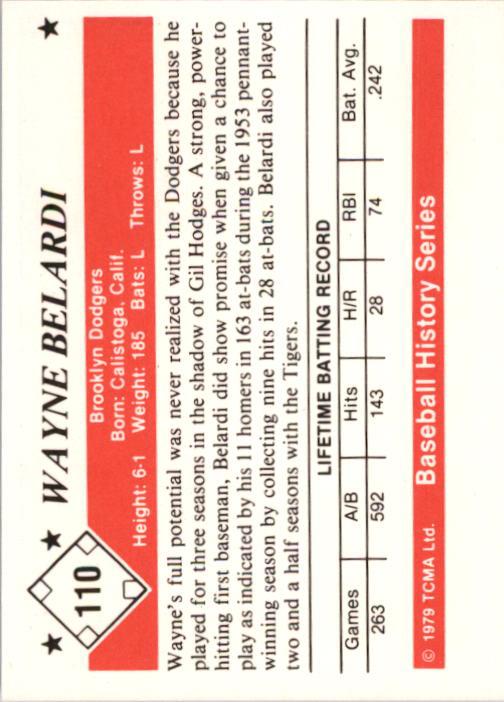 110
WAYNE BELARDI
Brooklyn Dodgers
Born: Calistoga, Calif.
Height: 6-1 Weight: 185 Bats: L Throws: L
Wayne's full potential was never realized with the Dodgers because he
played for three seasons in the shadow of Gil Hodges. A strong, power-
hitting first baseman, Belardi did show promise when given a chance to
play as indicated by his 11 homers in 163 at-bats during the 1953 pennant-
winning season by collecting nine hits in 28 at-bats. Belardi also played
two and a half seasons with the Tigers.
LIFETIME BATTING RECORD
Games A/B Hits H/R RBI Bat. Avg.
263 592 143 28 74 .242
© 1979 TCMA Ltd. Baseball History Series